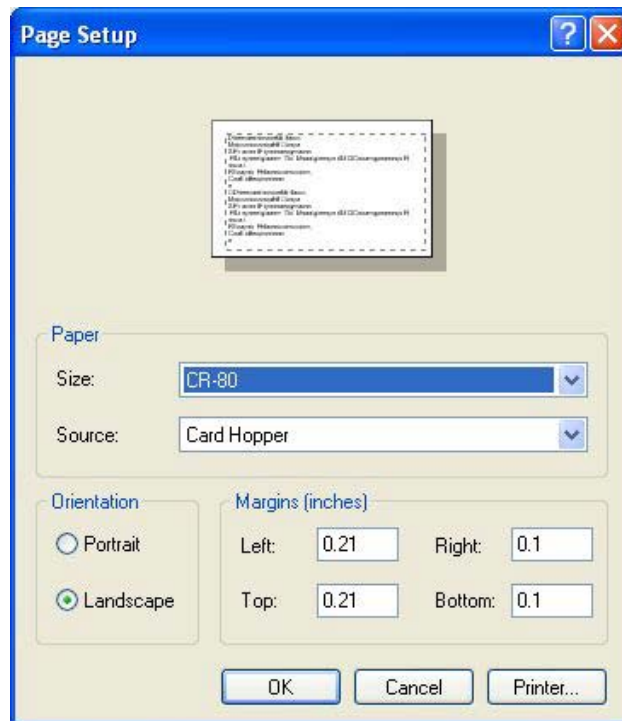 Page Setup
Paper
Size: CR-80
Source: Card Hopper
Orientation
Portrait
Landscape
Margins (inches)
Left: 0.21 Right: 0.1
Top: 0.21 Bottom: 0.1
OK Cancel Printer...